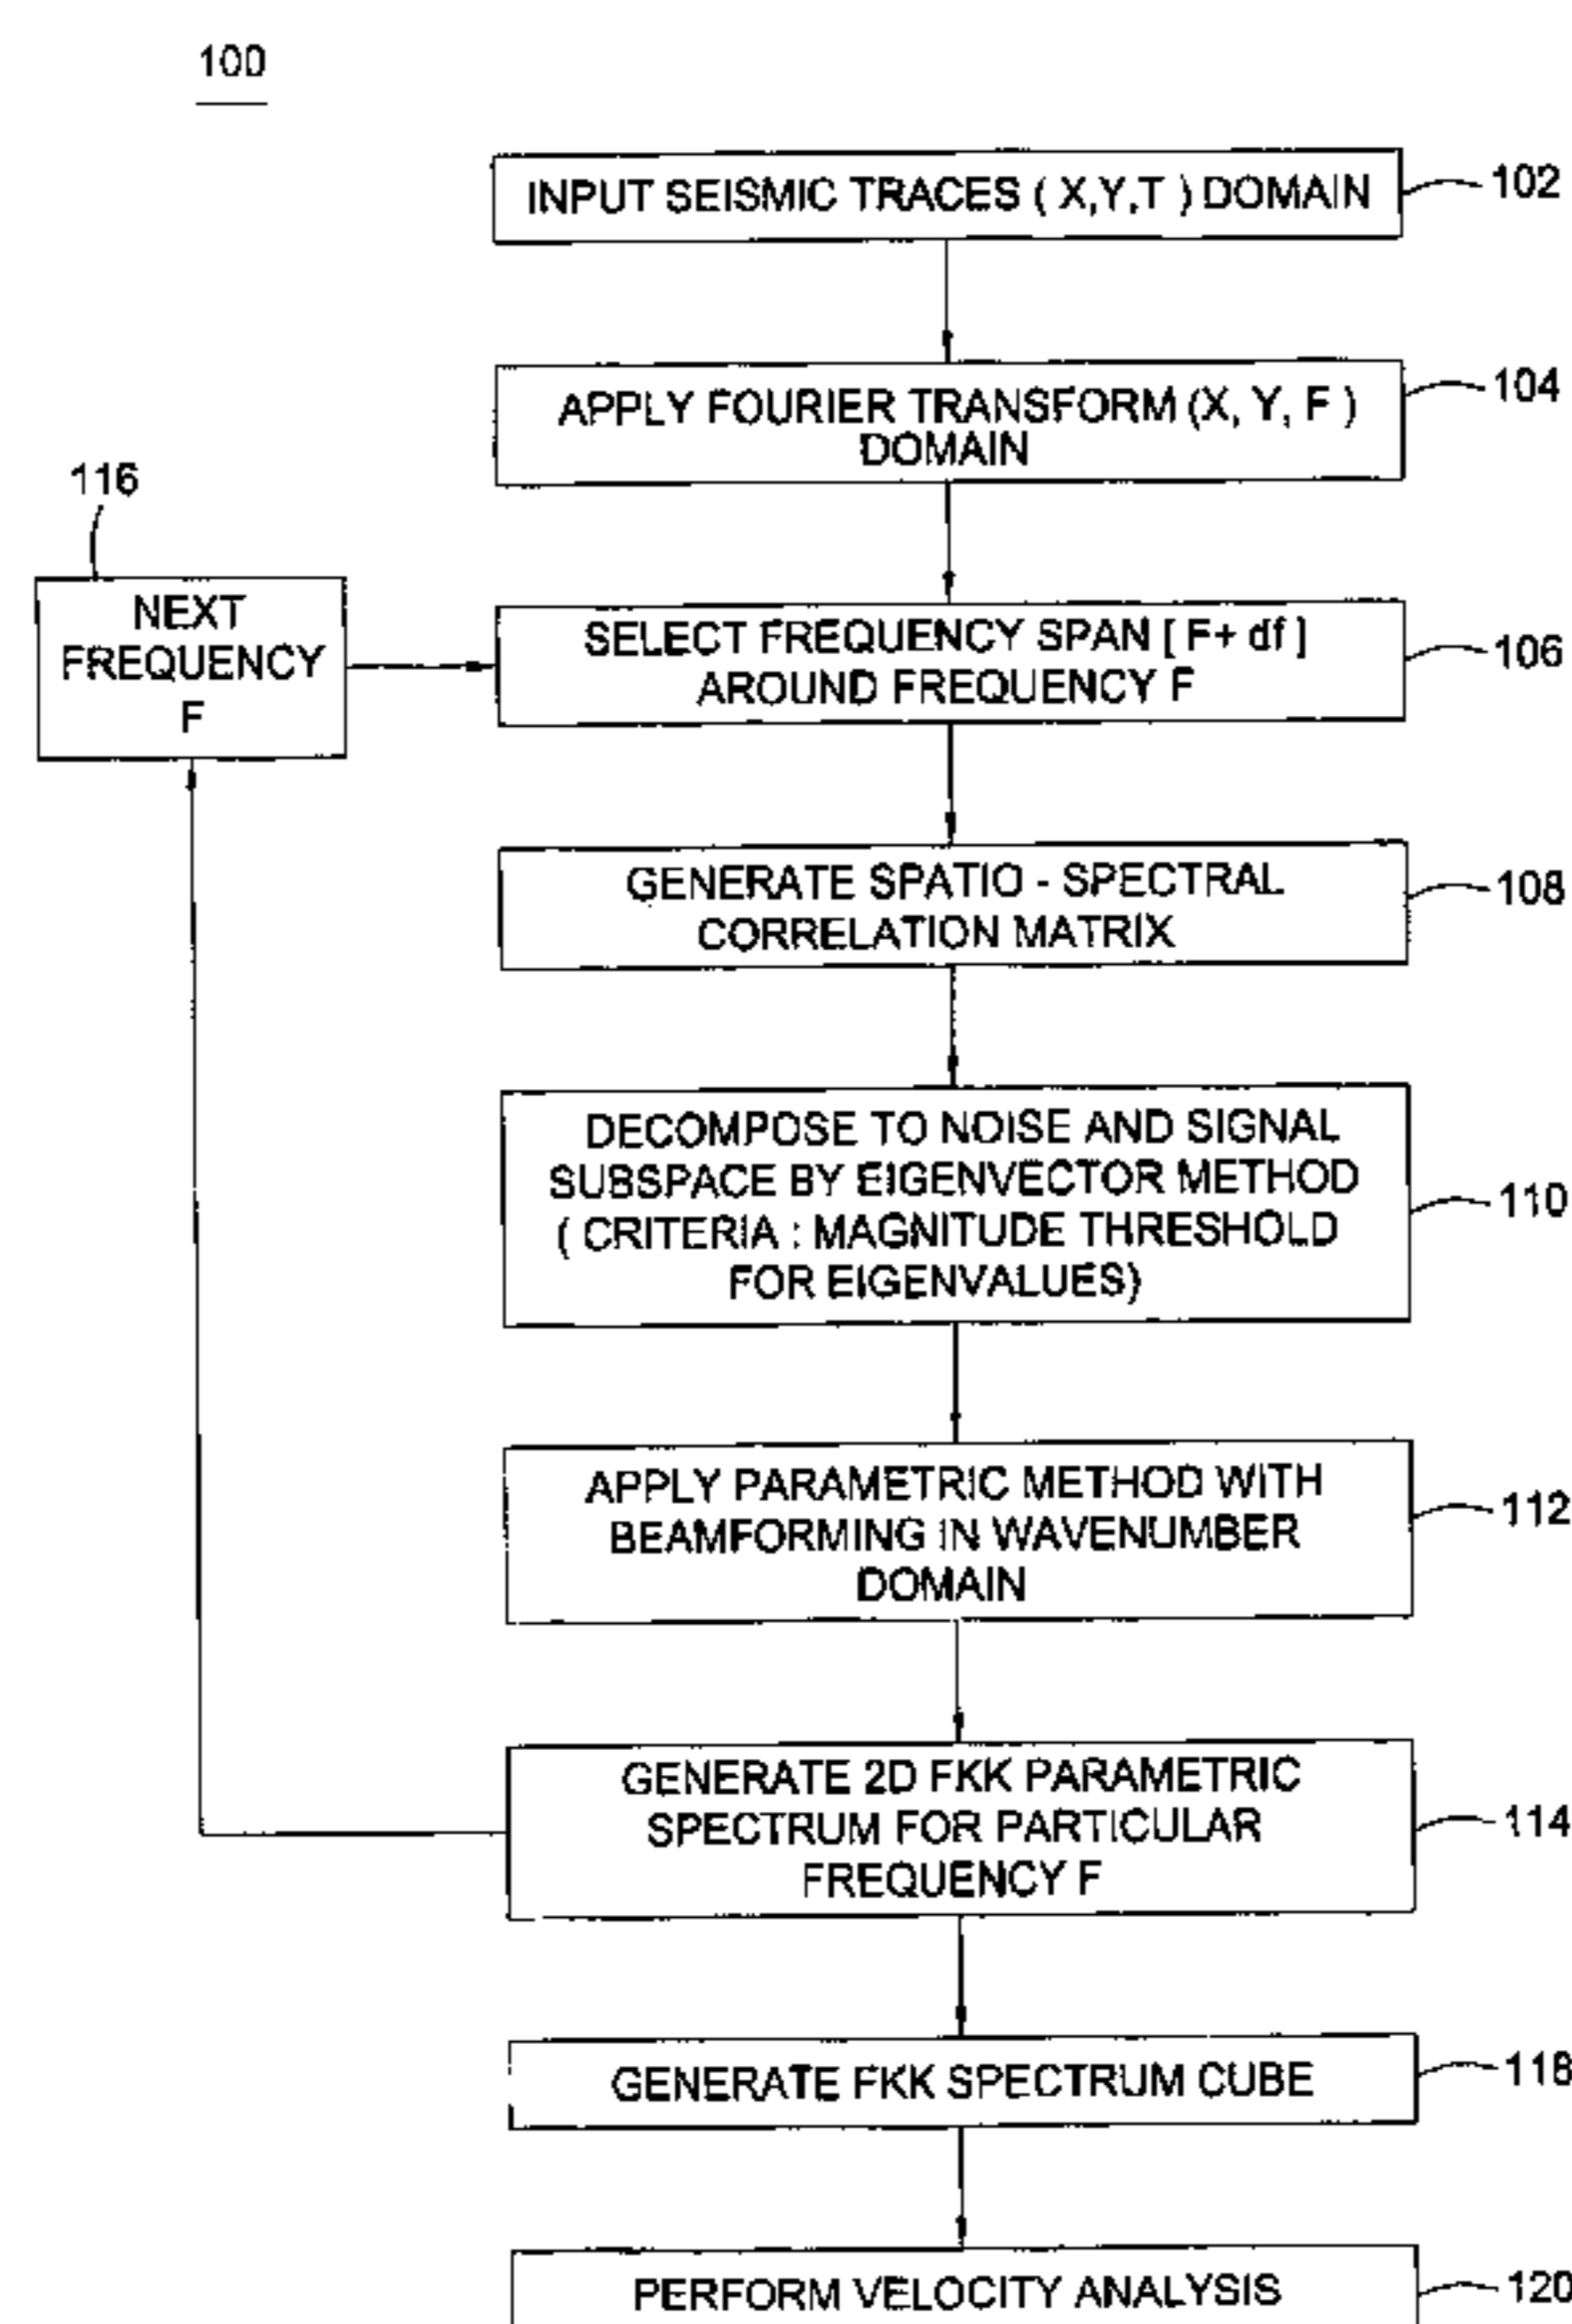 100
INPUT SEISMIC TRACES ( X,Y,T ) DOMAIN
102
APPLY FOURIER TRANSFORM (X, Y, F )
DOMAIN
104
116
NEXT
FREQUENCY
F
SELECT FREQUENCY SPAN [ F+ df ]
AROUND FREQUENCY F
106
GENERATE SPATIO - SPECTRAL
CORRELATION MATRIX
108
DECOMPOSE TO NOISE AND SIGNAL
SUBSPACE BY EIGENVECTOR METHOD
( CRITERIA : MAGNITUDE THRESHOLD
FOR EIGENVALUES)
110
APPLY PARAMETRIC METHOD WITH
BEAMFORMING IN WAVENUMBER
DOMAIN
112
GENERATE 2D FKK PARAMETRIC
SPECTRUM FOR PARTICULAR
FREQUENCY F
114
GENERATE FKK SPECTRUM CUBE
118
PERFORM VELOCITY ANALYSIS
120